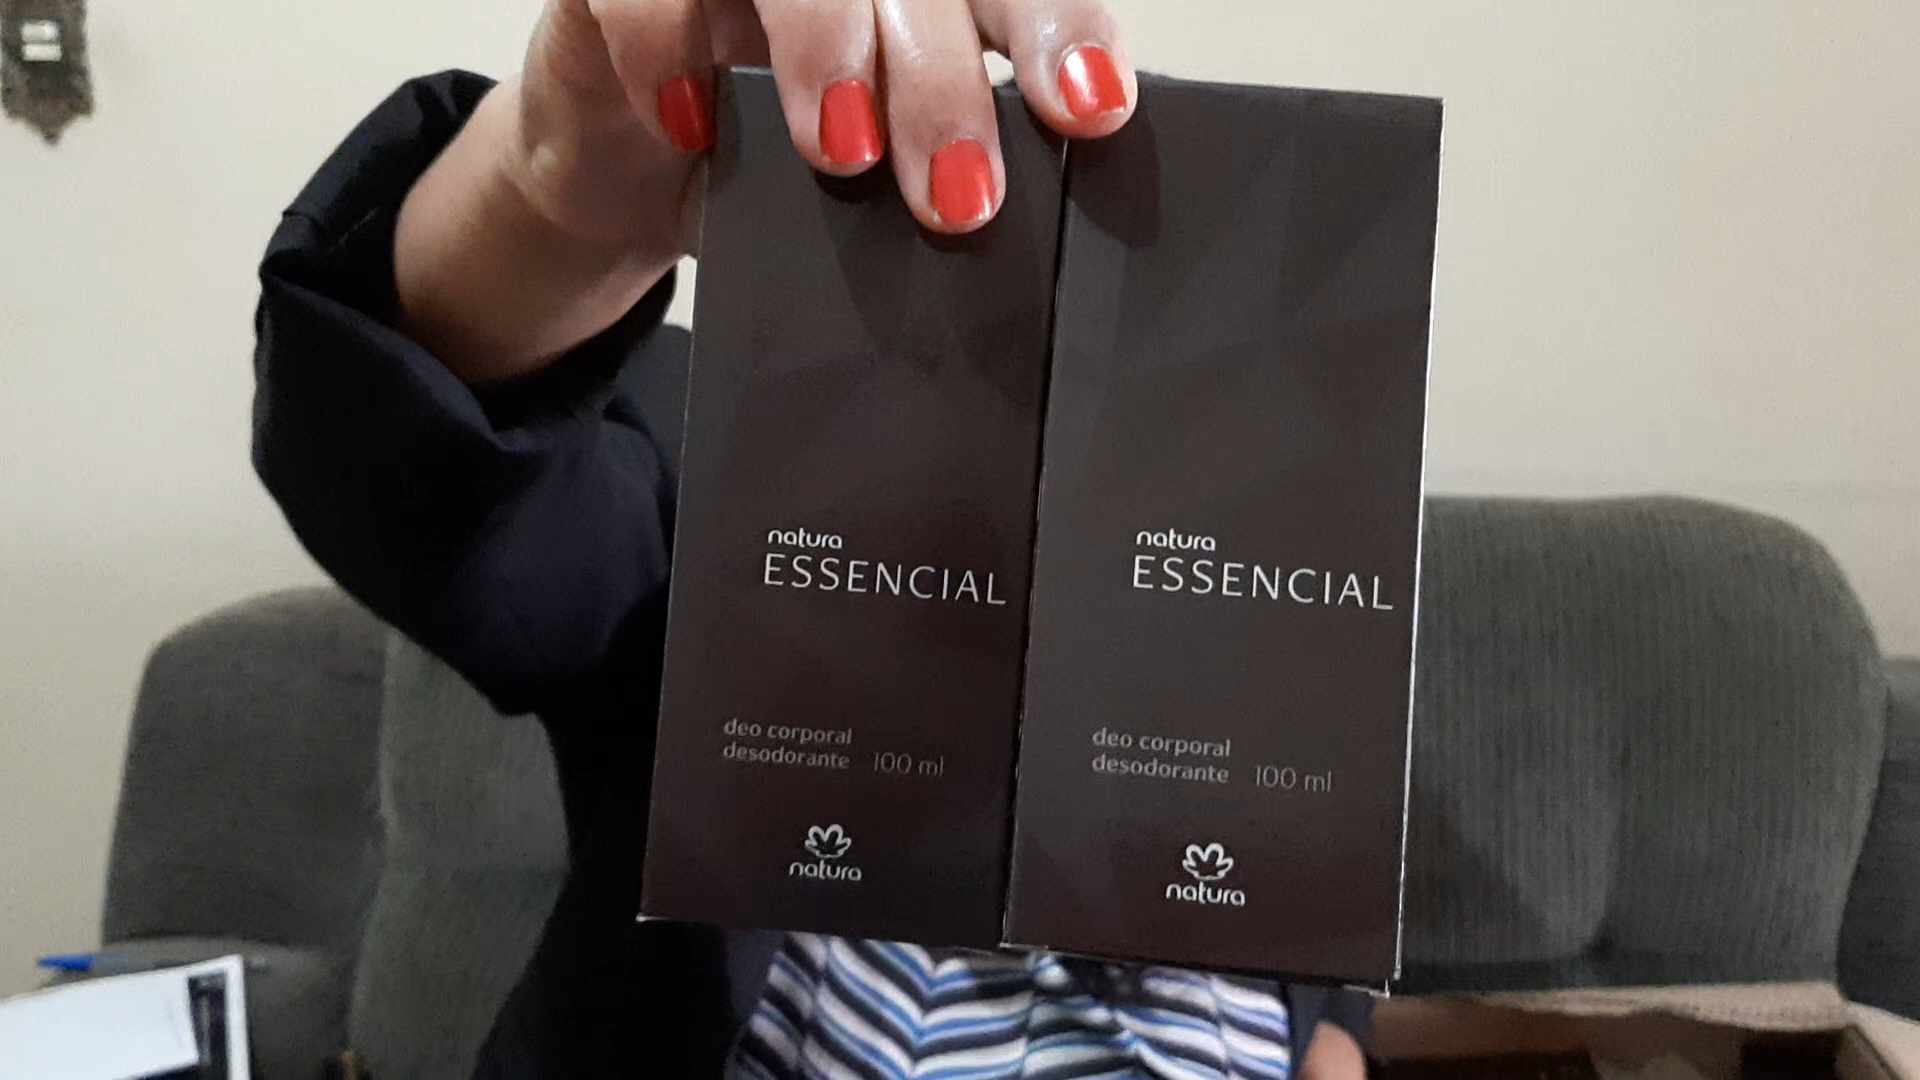 natura
ESSENCIAL
deo corporal
desodorante 100 ml
natura
natura
ESSENCIAL
deo corporal
desodorante 100 ml
natura